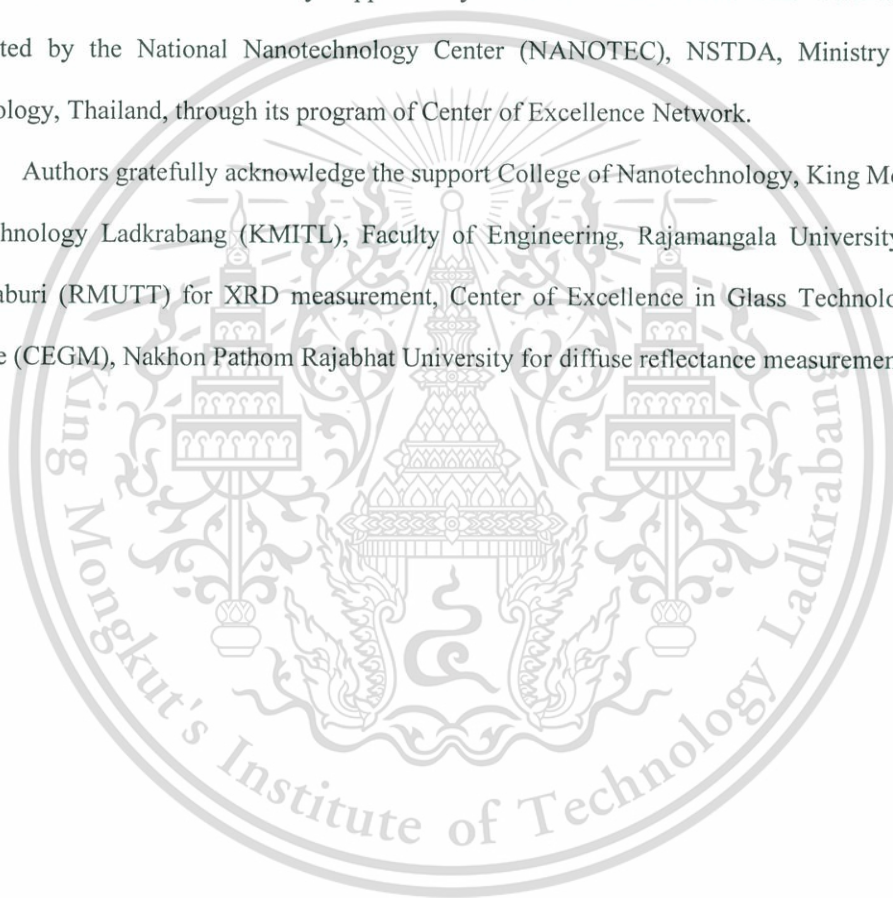 ted by the National Nanotechnology Center (NANOTEC), NSTDA, Ministry
ology, Thailand, through its program of Center of Excellence Network.
Authors gratefully acknowledge the support College of Nanotechnology, King Mo
hnology Ladkrabang (KMITL), Faculty of Engineering, Rajamangala University
aburi (RMUTT) for XRD measurement, Center of Excellence in Glass Technolo
e (CEGM), Nakhon Pathom Rajabhat University for diffuse reflectance measuremen
King Mongkut's Institute of Technology Ladkrabang